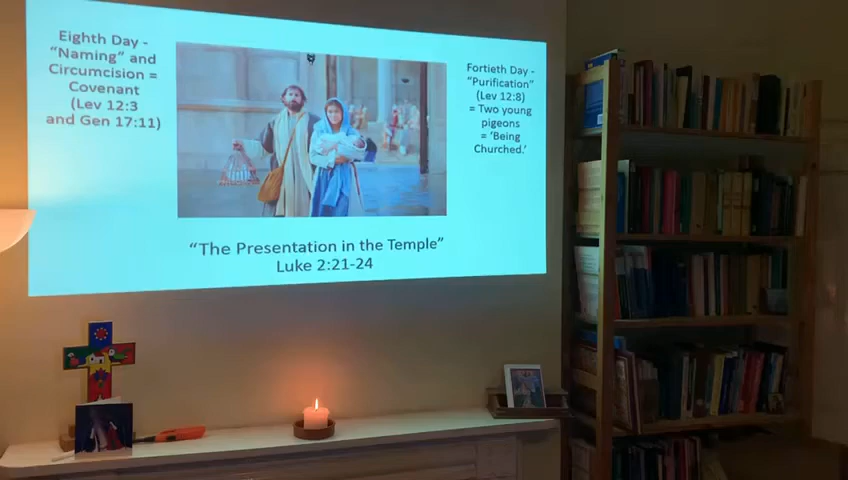 Eighth Day -
“Naming” and
Circumcision =
Covenant
(Lev 12:3
and Gen 17:11)
Fortieth Day -
“Purification”
(Lev 12:8)
= Two young
pigeons
= ‘Being
Churched.’
“The Presentation in the Temple”
Luke 2:21-24